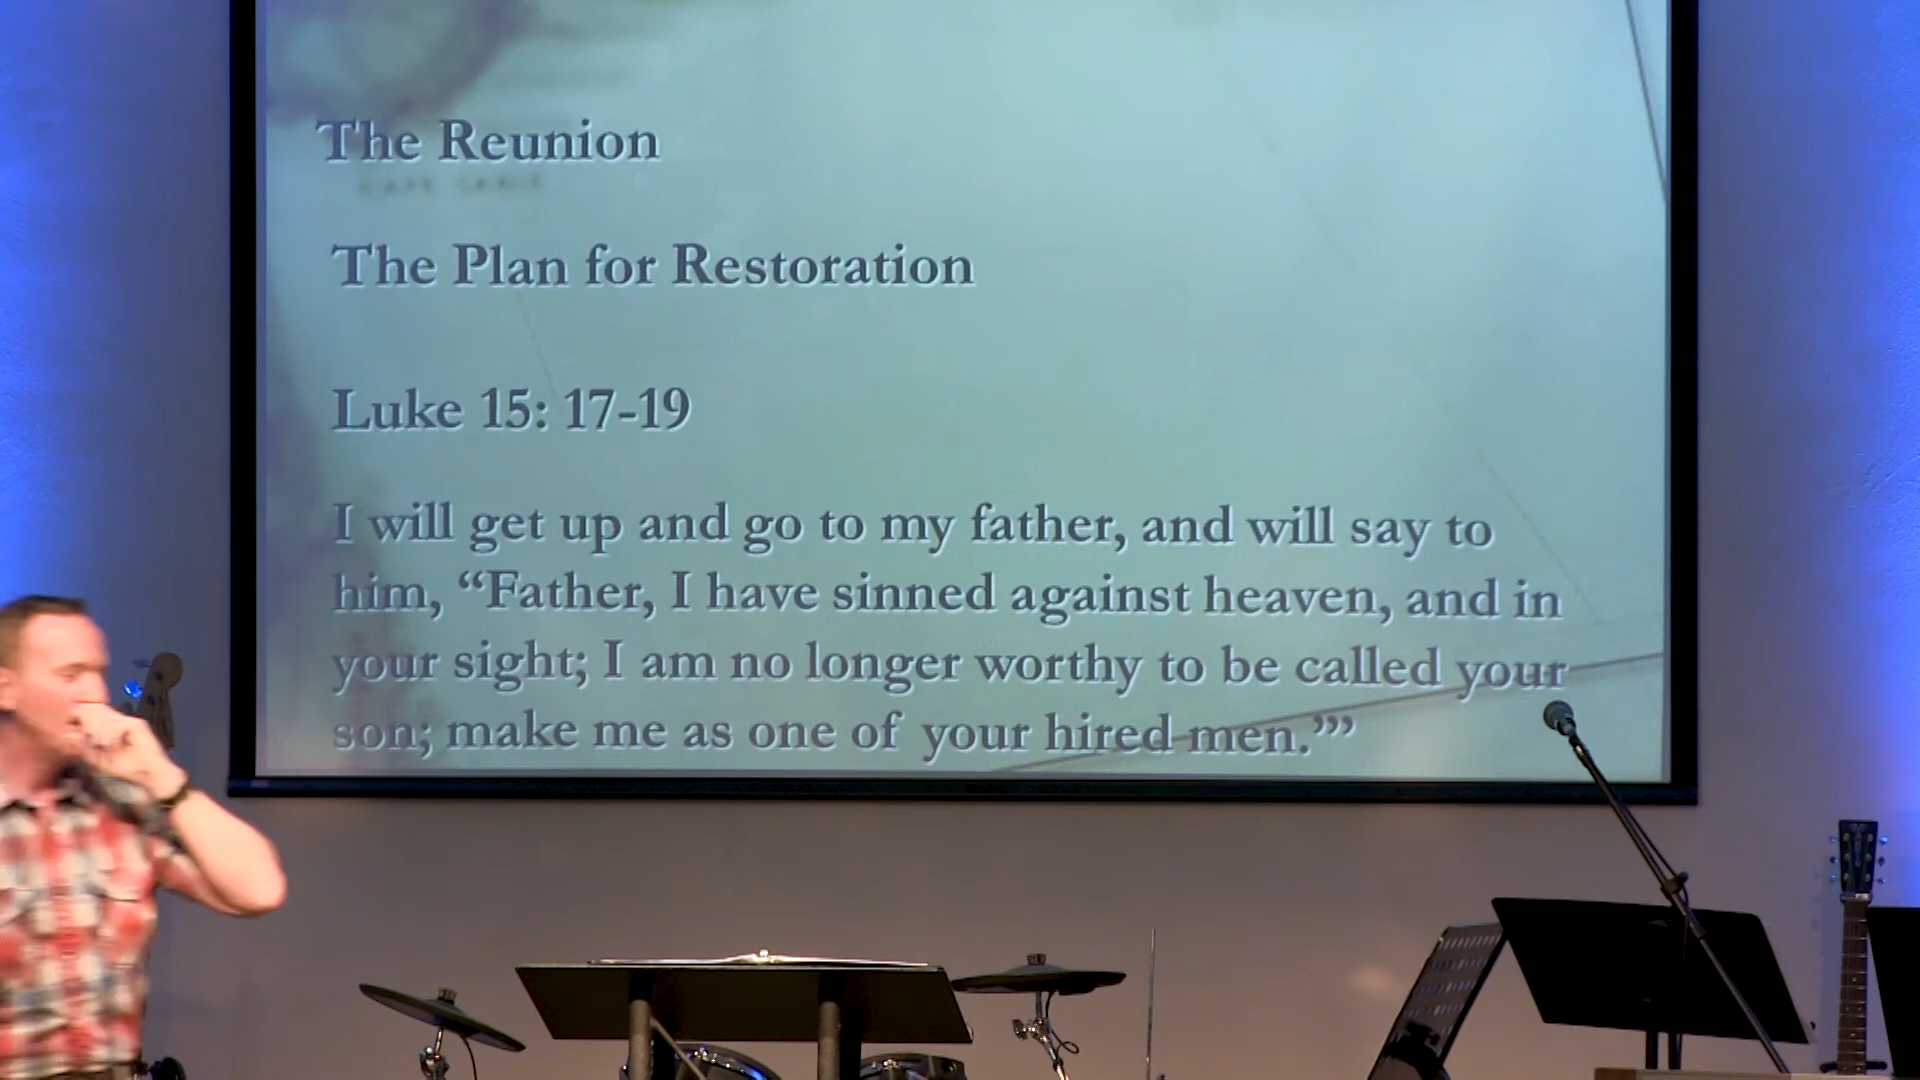 The Reunion
The Plan for Restoration
Luke 15: 17-19
I will get up and go to my father, and will say to
him, “Father, I have sinned against heaven, and in
your sight; I am no longer worthy to be called your
son; make me as one of your hired men.”’”